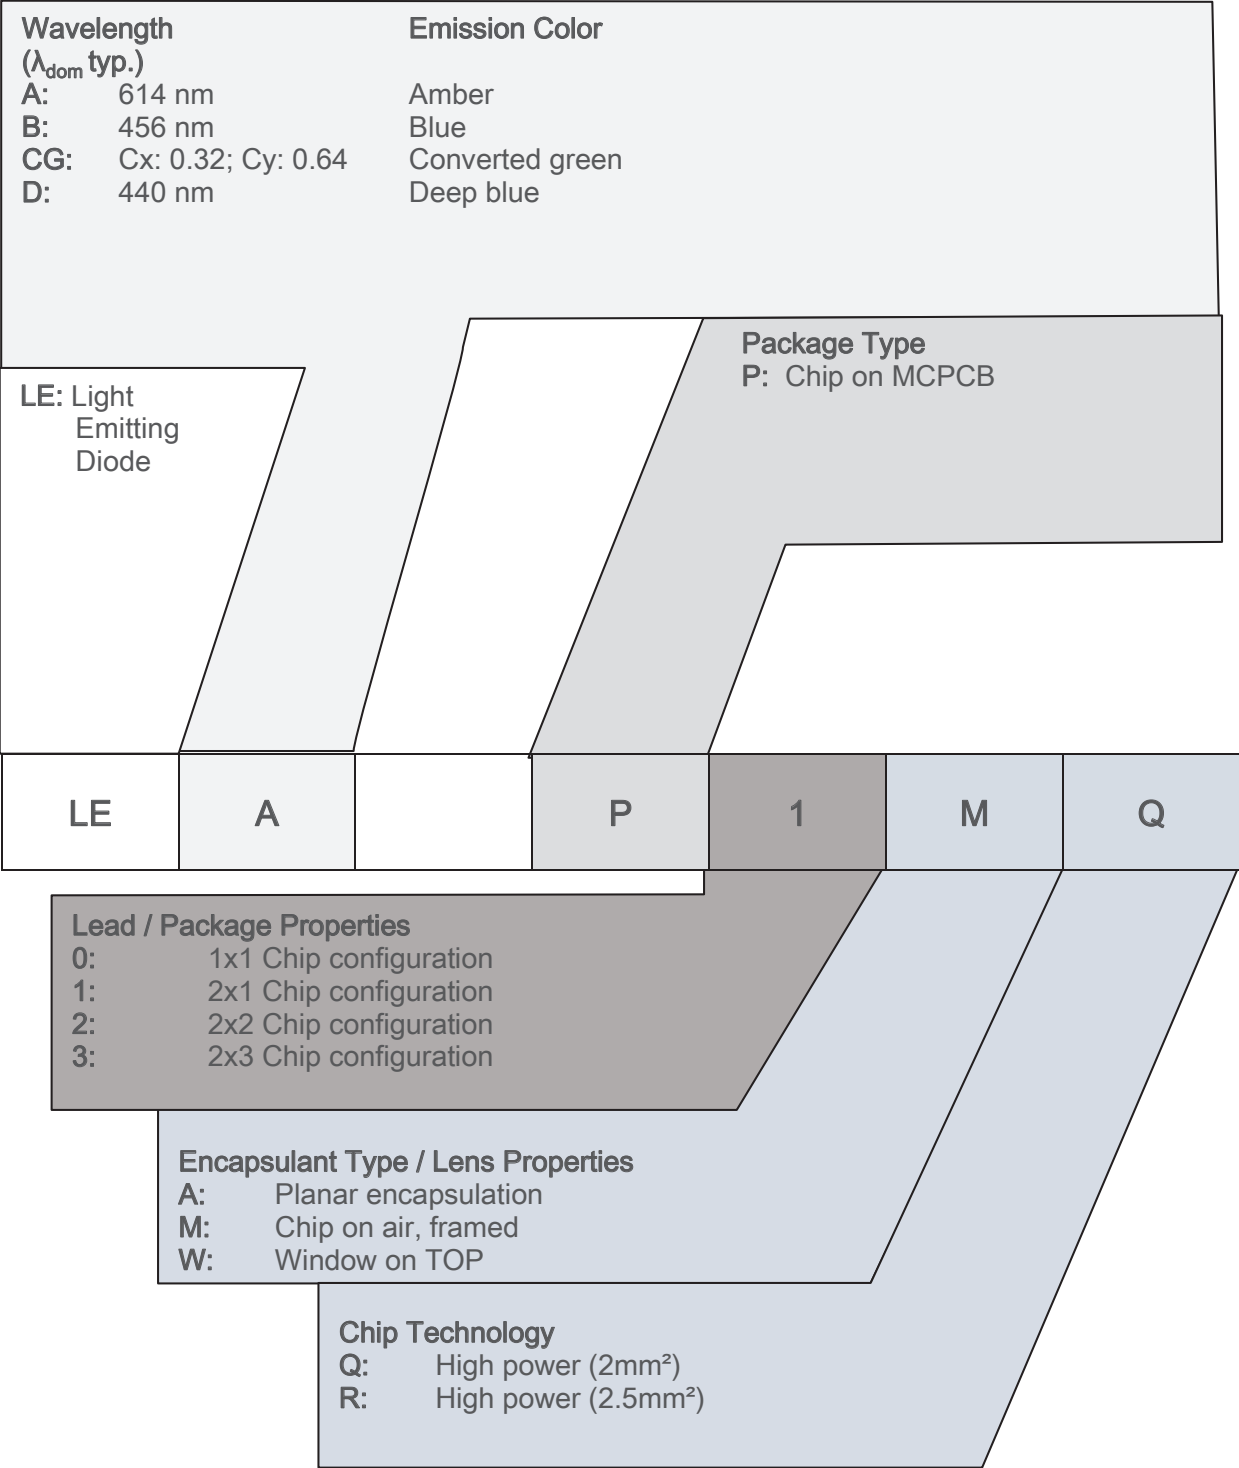 Wavelength Emission Color
(λdom typ.)
A: 614 nm Amber
B: 456 nm Blue
CG: Cx: 0.32; Cy: 0.64 Converted green
D: 440 nm Deep blue
Package Type
P: Chip on MCPCB
LE: Light
Emitting
Diode
LE A P 1 M Q
Lead / Package Properties
0: 1x1 Chip configuration
1: 2x1 Chip configuration
2: 2x2 Chip configuration
3: 2x3 Chip configuration
Encapsulant Type / Lens Properties
A: Planar encapsulation
M: Chip on air, framed
W: Window on TOP
Chip Technology
Q: High power (2mm²)
R: High power (2.5mm²)